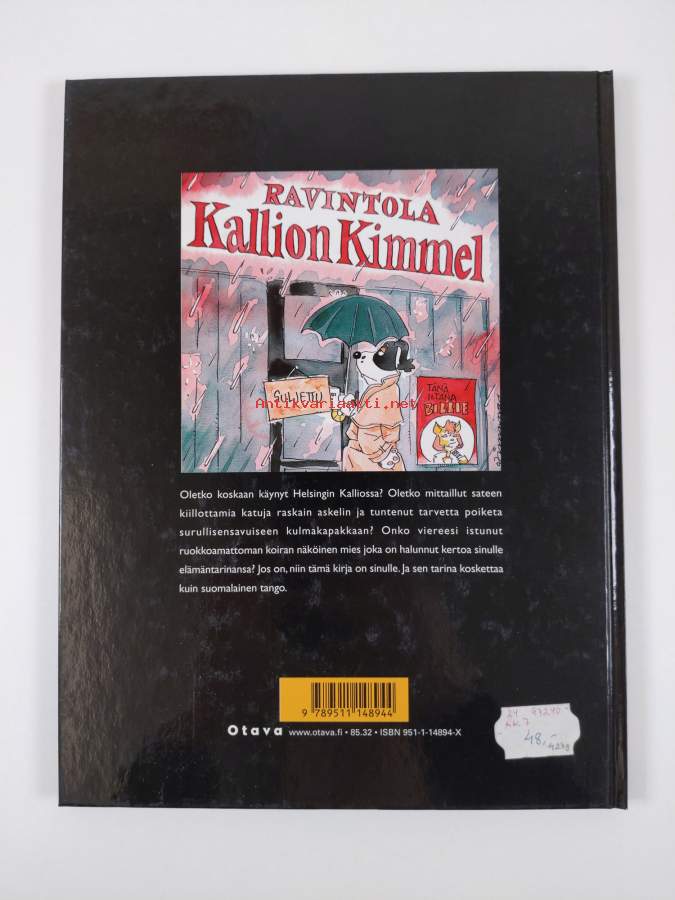 RAVINTOLA
Kallion Kimmel
SULJETTU
TÄNÄ
ILTANA
BILLIE
Antikvariaatti.net
Oletko koskaan käynyt Helsingin Kalliossa? Oletko mittaillut sateen
kiillottamia katuja raskain askelin ja tuntenut tarvetta poiketa
surullisensavuiseen kulmakapakkaan? Onko viereesi istunut
ruokkoamattoman koiran näköinen mies joka on halunnut kertoa sinulle
elämäntarinansa? Jos on, niin tämä kirja on sinulle. Ja sen tarina koskettaa
kuin suomalainen tango.
9 789511 148944
Otava www.otava.fi • 85.32 • ISBN 951-1-14894-X
KK7
48,-